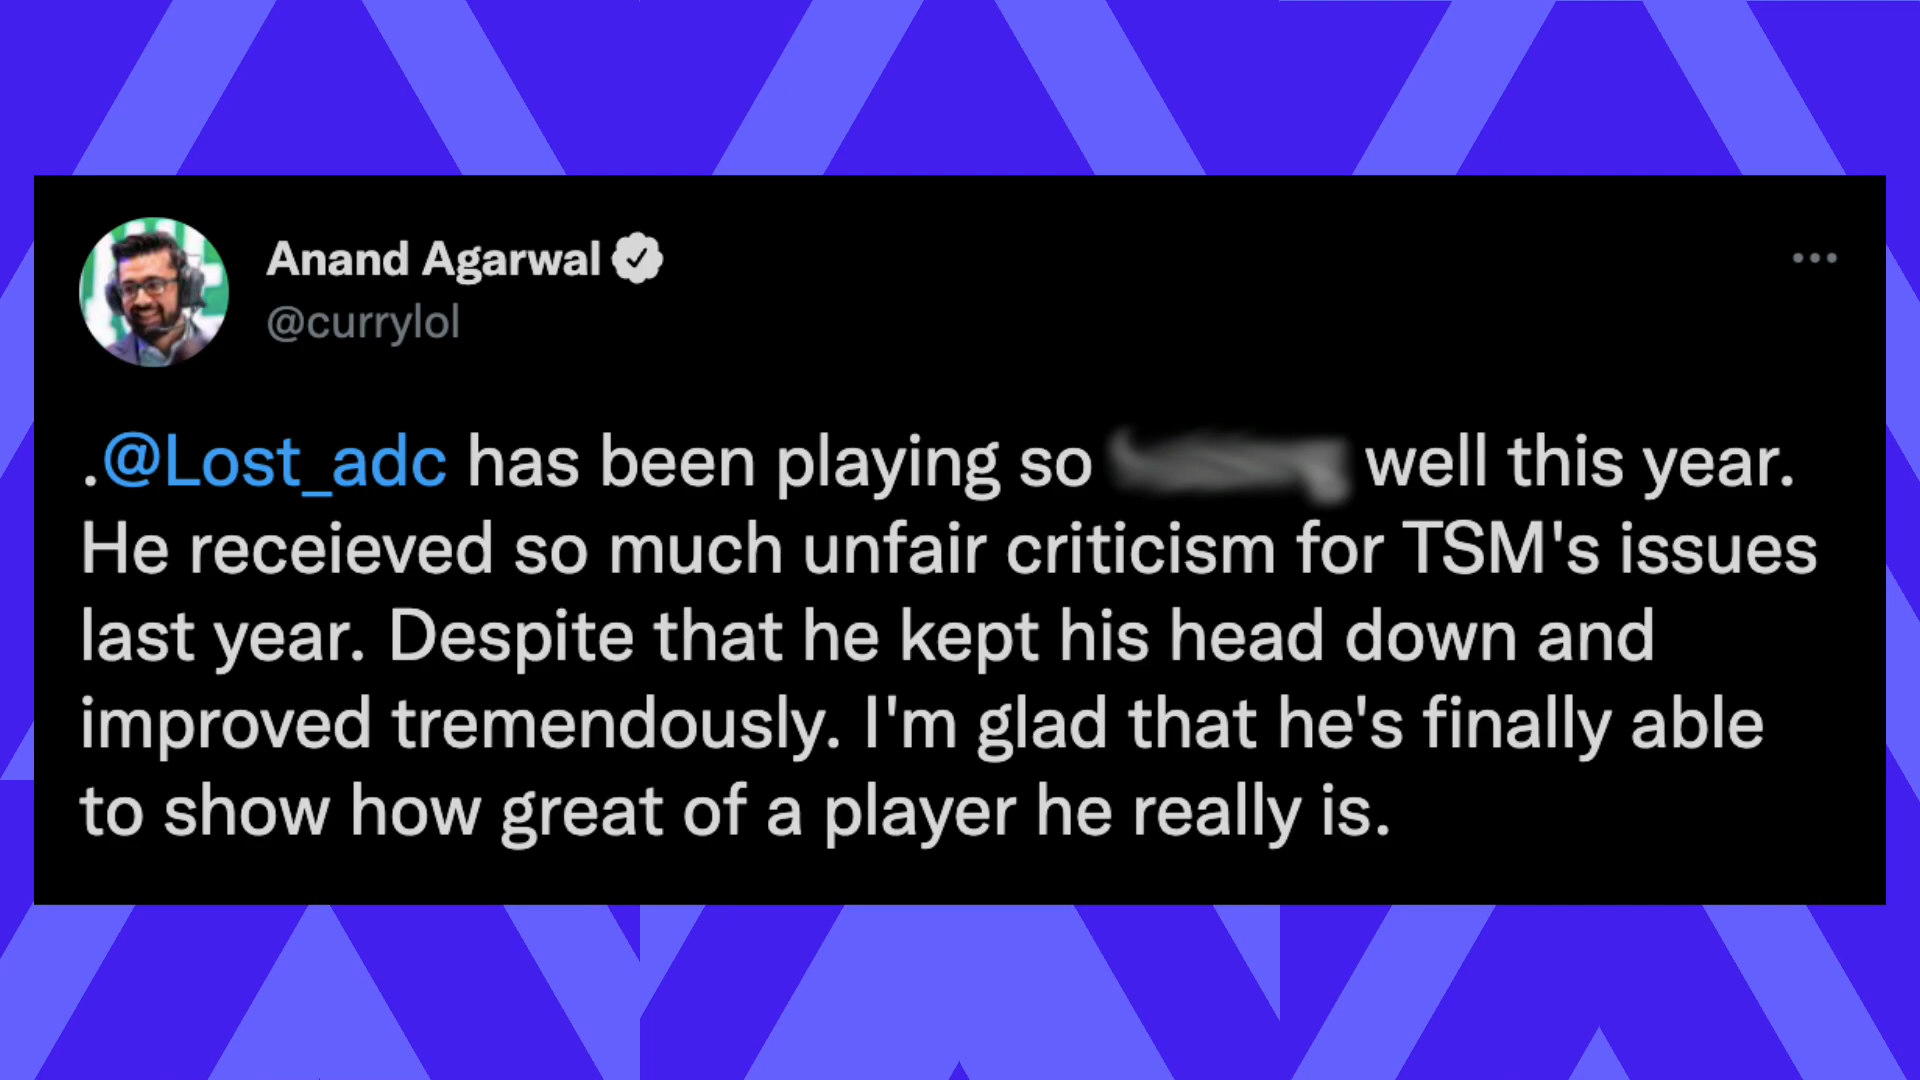 Anand Agarwal
@currylol
.@Lost_adc has been playing so well this year.
He receieved so much unfair criticism for TSM's issues
last year. Despite that he kept his head down and
improved tremendously. I'm glad that he's finally able
to show how great of a player he really is.